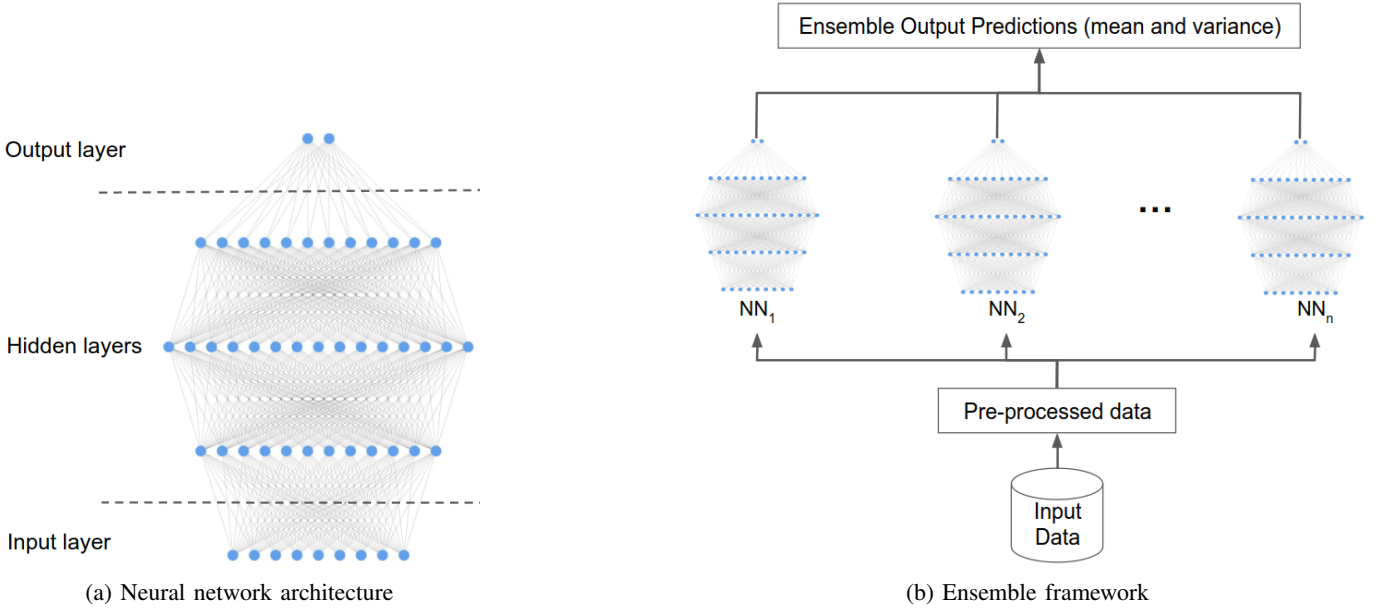 Output layer
Hidden layers
Input layer
(a) Neural network architecture
Ensemble Output Predictions (mean and variance)
...
NN1
NN2
NNn
Pre-processed data
Input
Data
(b) Ensemble framework